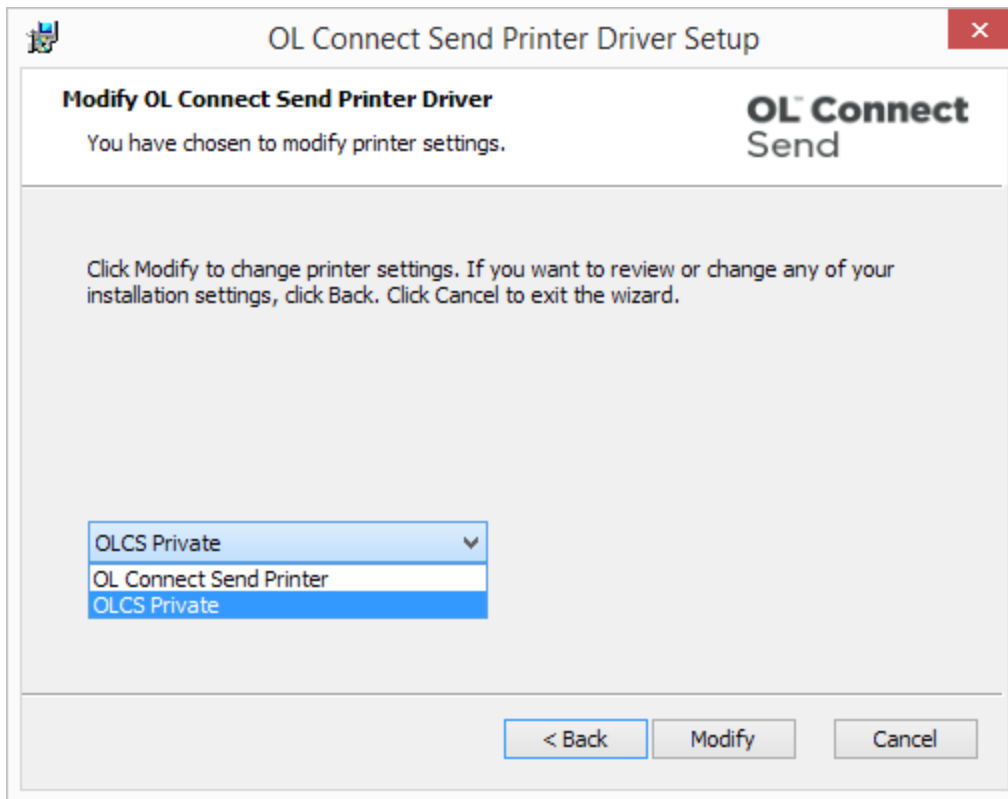 OL Connect Send Printer Driver Setup
Modify OL Connect Send Printer Driver
You have chosen to modify printer settings.
OL™ Connect
Send
Click Modify to change printer settings. If you want to review or change any of your
installation settings, click Back. Click Cancel to exit the wizard.
OLCS Private
OL Connect Send Printer
OLCS Private
< Back
Modify
Cancel